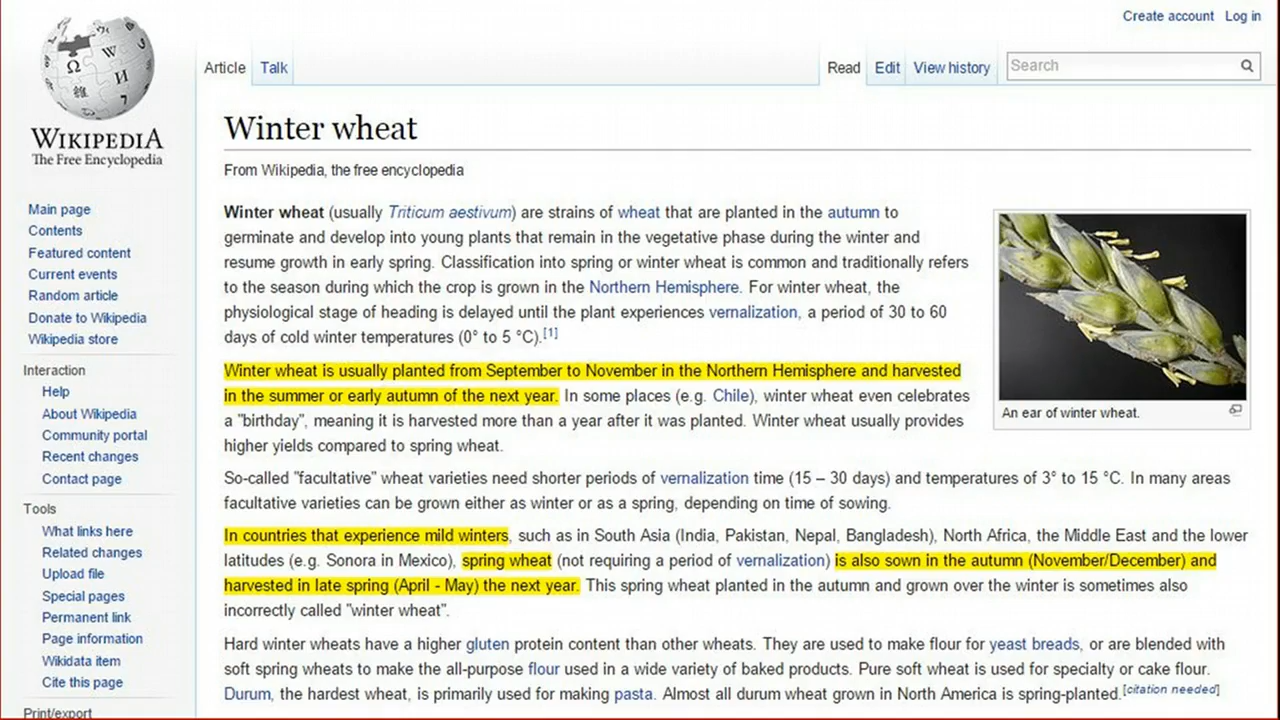 Create account Log in
Article Talk Read Edit View history Search
WIKIPEDIA
The Free Encyclopedia
Main page
Contents
Featured content
Current events
Random article
Donate to Wikipedia
Wikipedia store
Interaction
Help
About Wikipedia
Community portal
Recent changes
Contact page
Tools
What links here
Related changes
Upload file
Special pages
Permanent link
Page information
Wikidata item
Cite this page
Print/export
Winter wheat
From Wikipedia, the free encyclopedia
Winter wheat (usually Triticum aestivum) are strains of wheat that are planted in the autumn to
germinate and develop into young plants that remain in the vegetative phase during the winter and
resume growth in early spring. Classification into spring or winter wheat is common and traditionally refers
to the season during which the crop is grown in the Northern Hemisphere. For winter wheat, the
physiological stage of heading is delayed until the plant experiences vernalization, a period of 30 to 60
days of cold winter temperatures (0° to 5 °C).[1]
An ear of winter wheat.
Winter wheat is usually planted from September to November in the Northern Hemisphere and harvested
in the summer or early autumn of the next year. In some places (e.g. Chile), winter wheat even celebrates
a "birthday", meaning it is harvested more than a year after it was planted. Winter wheat usually provides
higher yields compared to spring wheat.
So-called "facultative" wheat varieties need shorter periods of vernalization time (15 – 30 days) and temperatures of 3° to 15 °C. In many areas
facultative varieties can be grown either as winter or as a spring, depending on time of sowing.
In countries that experience mild winters, such as in South Asia (India, Pakistan, Nepal, Bangladesh), North Africa, the Middle East and the lower
latitudes (e.g. Sonora in Mexico), spring wheat (not requiring a period of vernalization) is also sown in the autumn (November/December) and
harvested in late spring (April - May) the next year. This spring wheat planted in the autumn and grown over the winter is sometimes also
incorrectly called "winter wheat".
Hard winter wheats have a higher gluten protein content than other wheats. They are used to make flour for yeast breads, or are blended with
soft spring wheats to make the all-purpose flour used in a wide variety of baked products. Pure soft wheat is used for specialty or cake flour.
Durum, the hardest wheat, is primarily used for making pasta. Almost all durum wheat grown in North America is spring-planted.[citation needed]